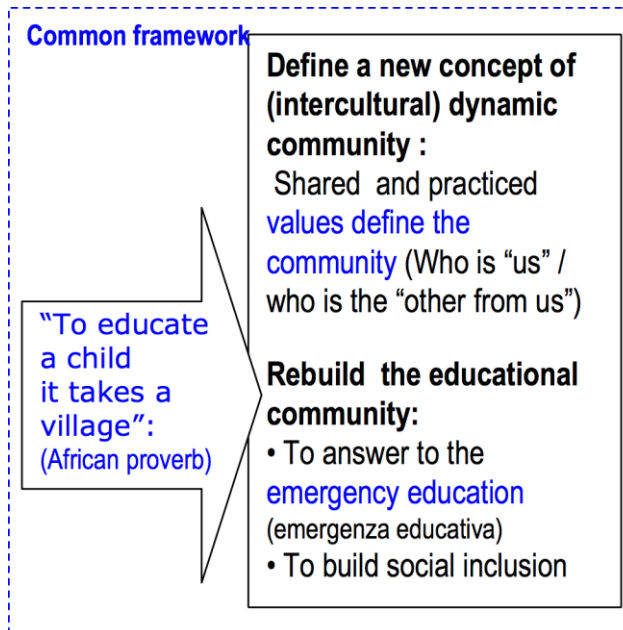 Common framework
"To educate
a child
it takes a
village":
(African proverb)
Define a new concept of
(intercultural) dynamic
community :
Shared and practiced
values define the
community (Who is “us” /
who is the “other from us”)
Rebuild the educational
community:
• To answer to the
emergency education
(emergenza educativa)
• To build social inclusion